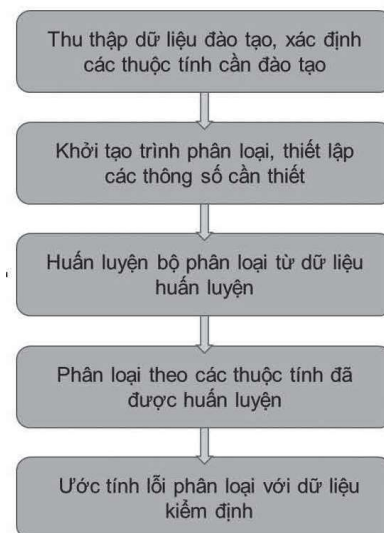 Thu thập dữ liệu đào tạo, xác định
các thuộc tính cần đào tạo
Khởi tạo trình phân loại, thiết lập
các thông số cần thiết
Huấn luyện bộ phân loại từ dữ liệu
huấn luyện
Phân loại theo các thuộc tính đã
được huấn luyện
Ước tính lỗi phân loại với dữ liệu
kiểm định